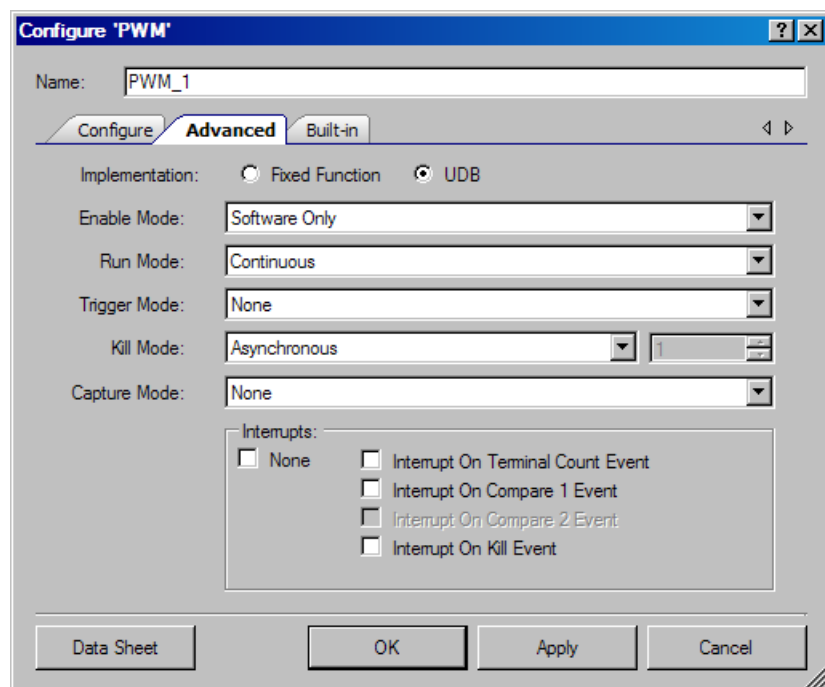 Configure 'PWM'
Name: PWM_1
Configure Advanced Built-in
Implementation: Fixed Function UDB
Enable Mode: Software Only
Run Mode: Continuous
Trigger Mode: None
Kill Mode: Asynchronous 1
Capture Mode: None
Interrupts:
None Interrupt On Terminal Count Event
Interrupt On Compare 1 Event
Interrupt On Compare 2 Event
Interrupt On Kill Event
Data Sheet OK Apply Cancel